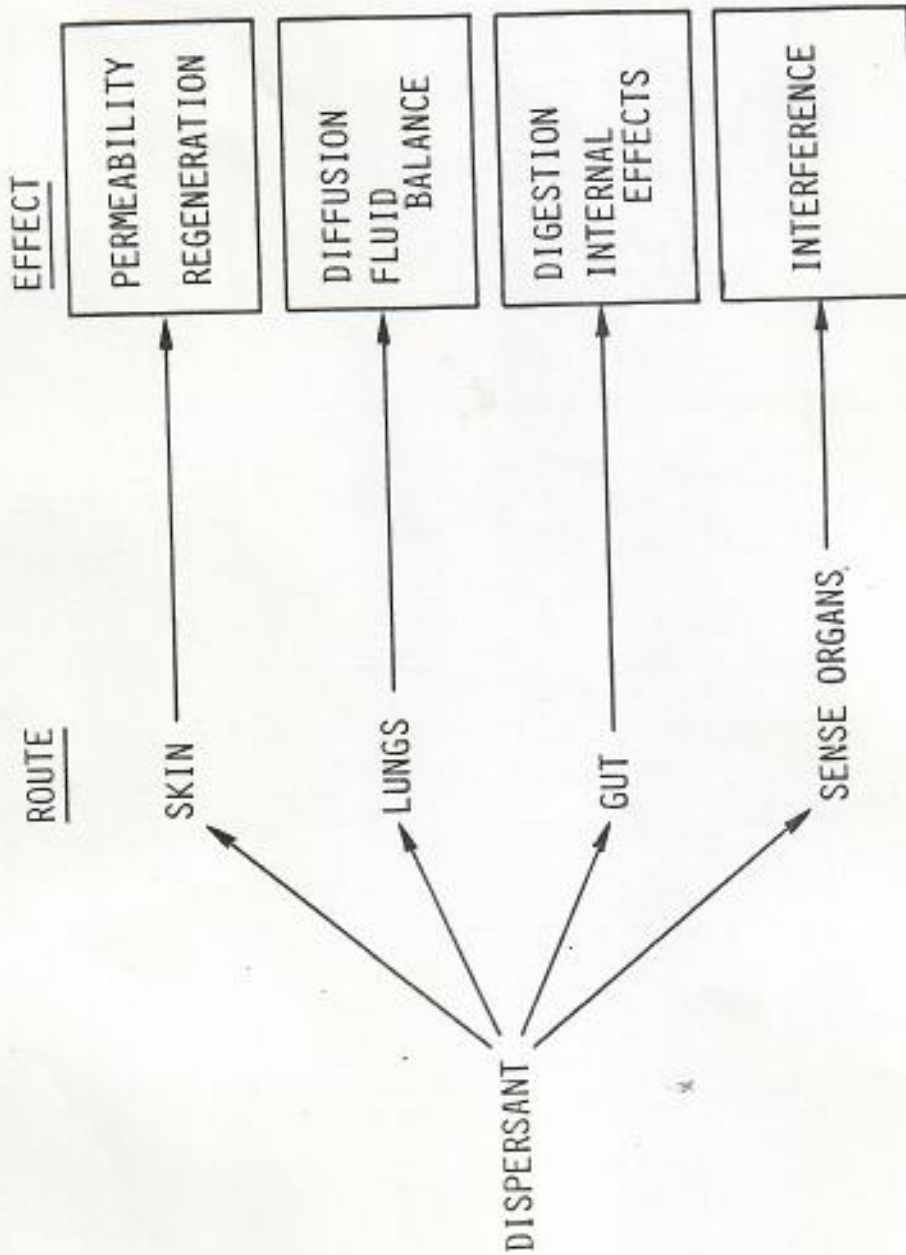 ROUTE
EFFECT
DISPERSANT
SKIN
PERMEABILITY
REGENERATION
LUNGS
DIFFUSION
FLUID
BALANCE
GUT
DIGESTION
INTERNAL
EFFECTS
SENSE ORGANS
INTERFERENCE